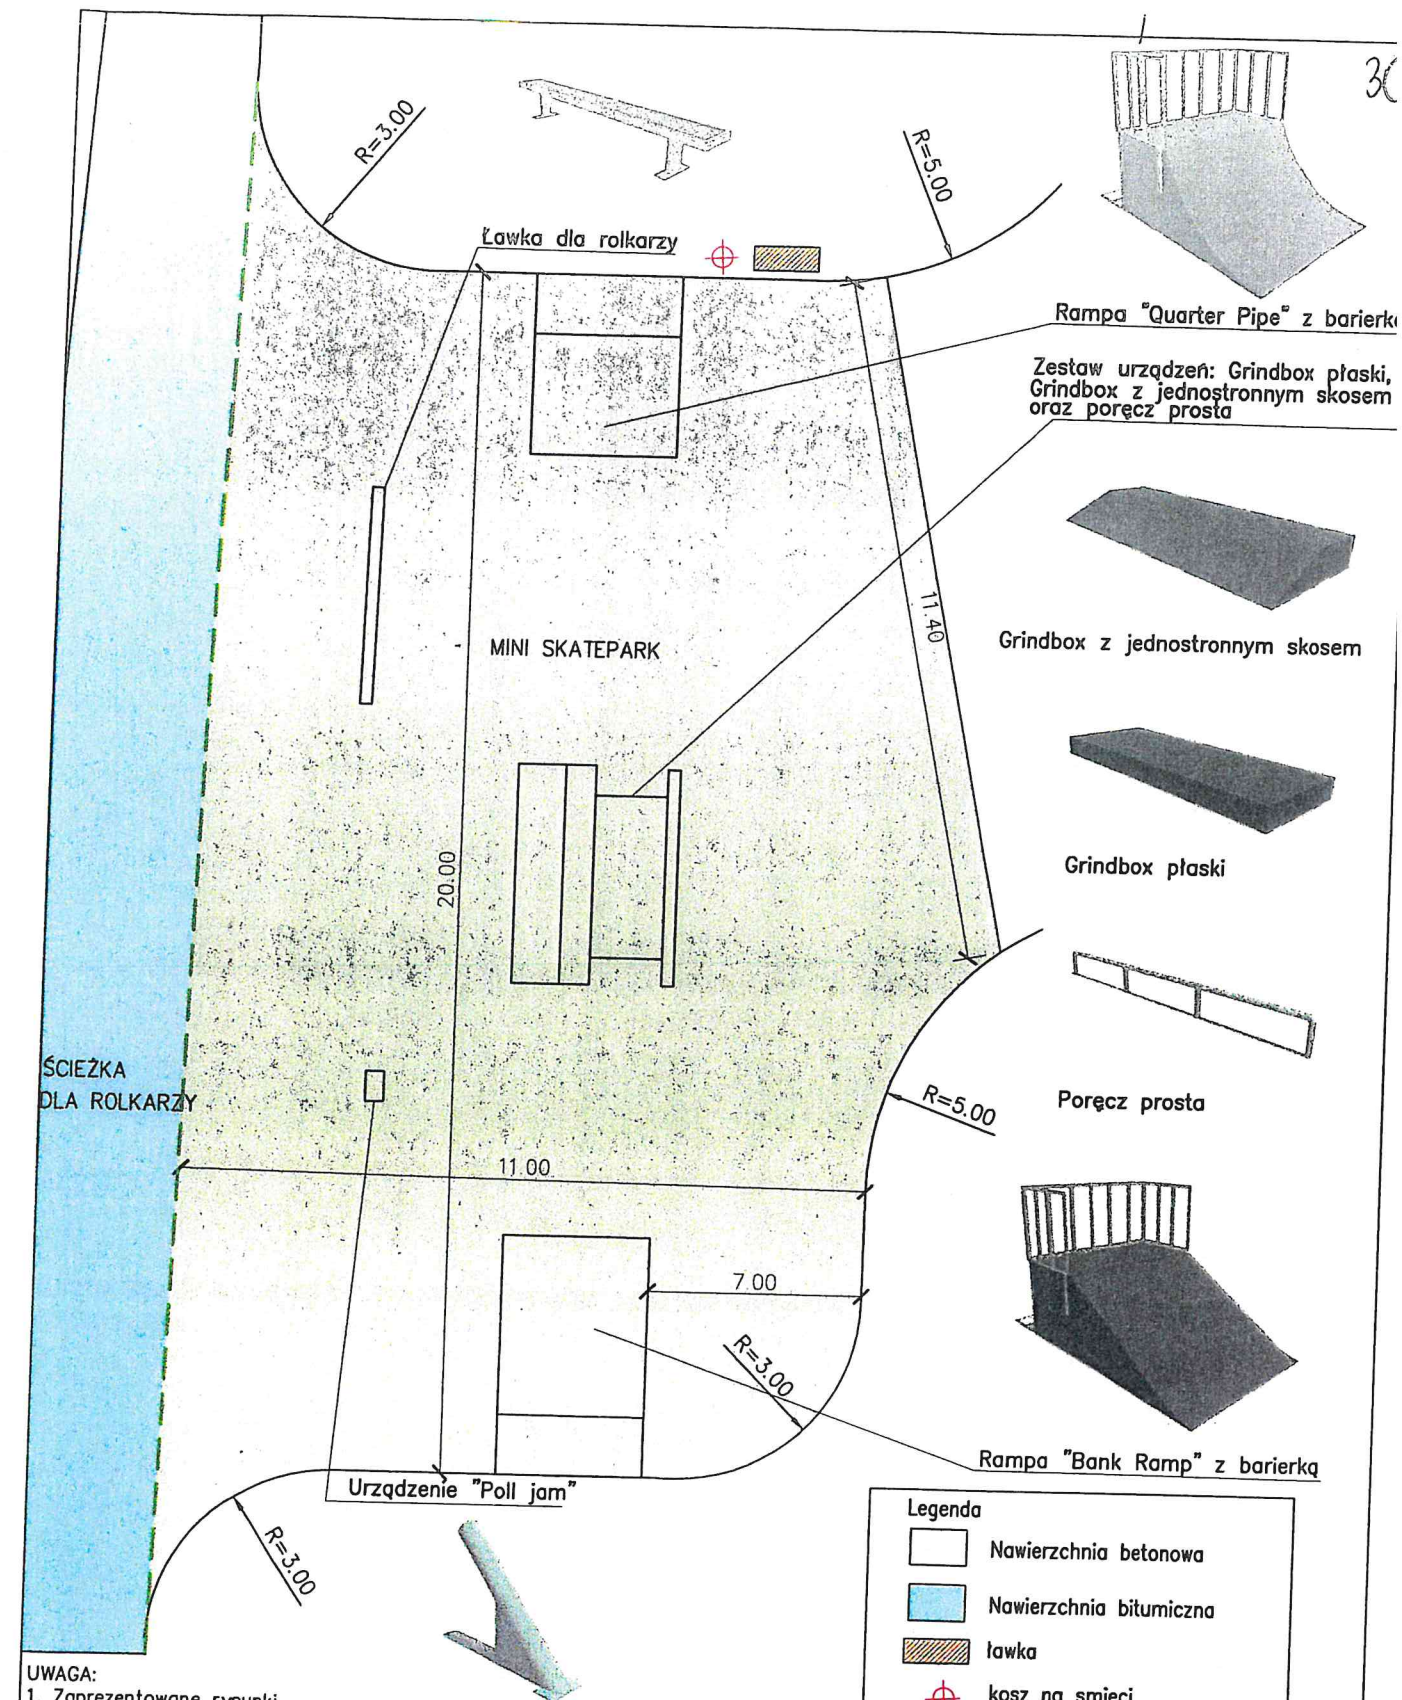 R=3.00
R=5.00
Ławka dla rolkarzy
Rampa "Quarter Pipe" z
Zestaw urządzeń: Grindbox płaski,
Grindbox z jednostronnym skosem
oraz poręcz prosta
11.40
MINI SKATEPARK
Grindbox z jednostronnym skosem
20.00
Grindbox płaski
ŚCIEŻKA
DLA ROLKARZY
R=5.00
Poręcz prosta
11.00
7.00
R=3.00
Rampa "Bank Ramp" z barierką
Urządzenie "Poll jam"
R=3.00
Legenda
Nawierzchnia betonowa
Nawierzchnia bitumiczna
ławka
kosz na śmieci
UWAGA:
1. Zaprezentowane rysunki